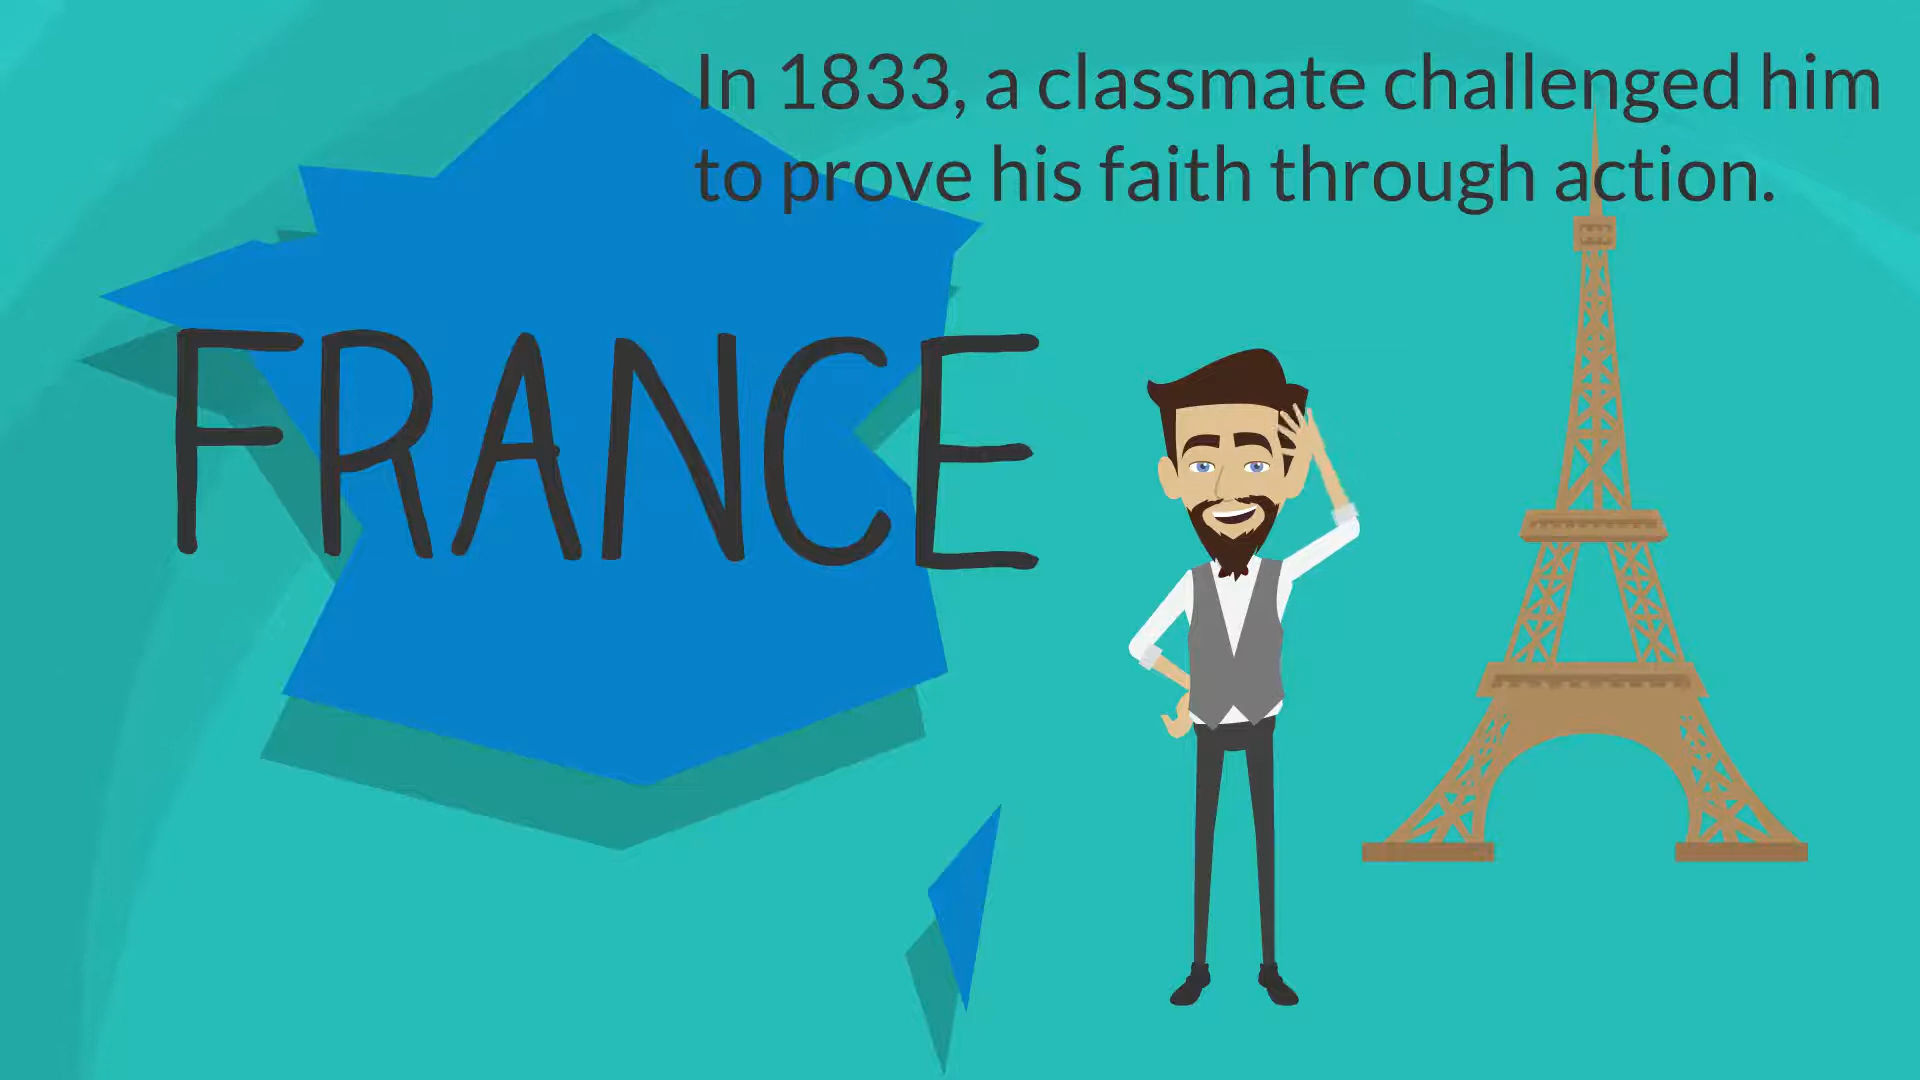 In 1833, a classmate challenged him
to prove his faith through action.
FRANCE